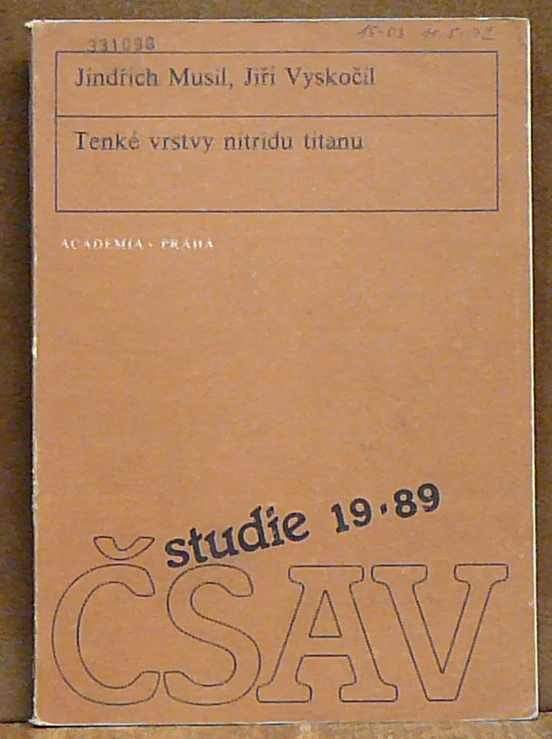 331098
Jindřich Musil, Jiří Vyskočil
Tenké vrstvy nitridu titanu
ACADEMIA · PRAHA
studie 19·89
ČSAV